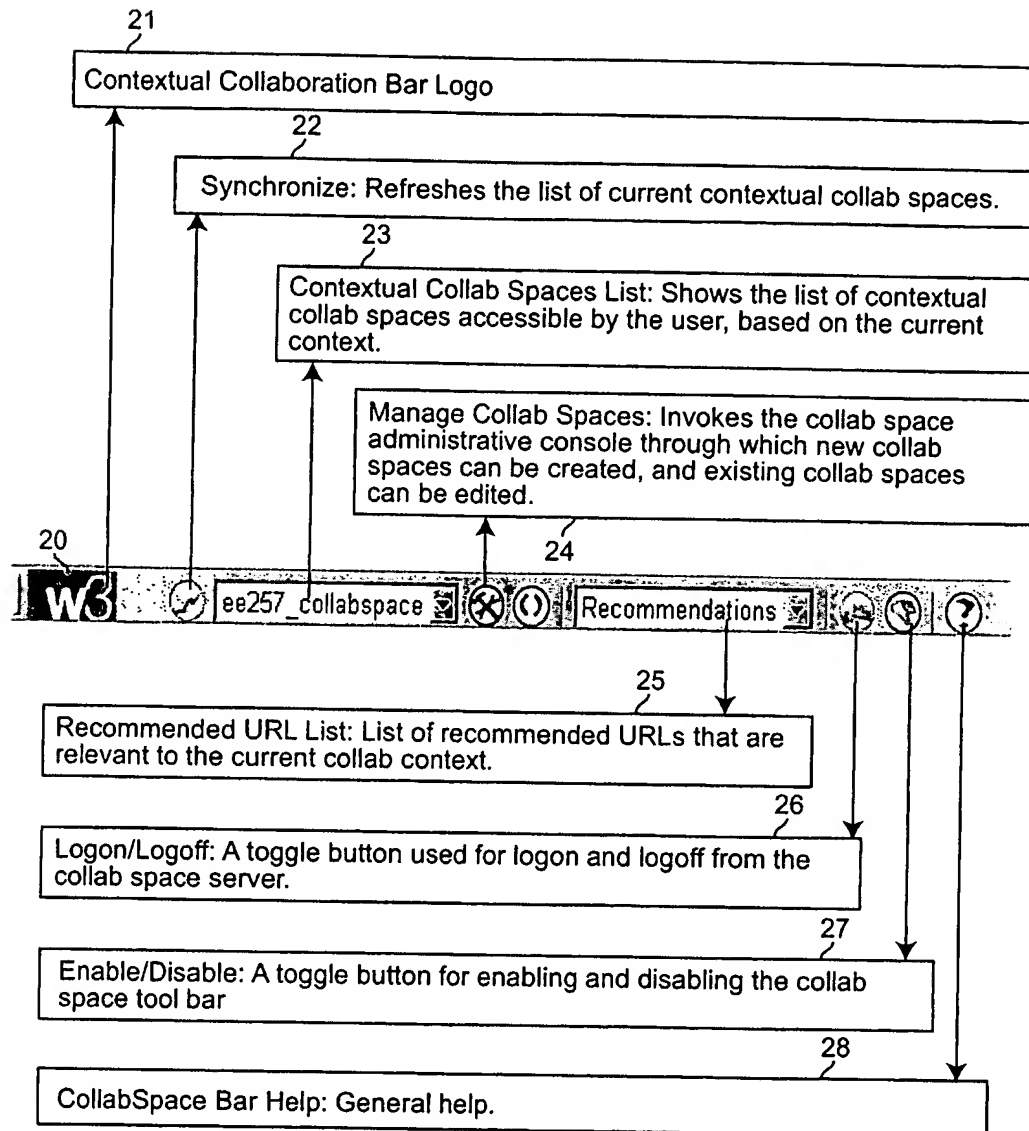 21
Contextual Collaboration Bar Logo
22
Synchronize: Refreshes the list of current contextual collab spaces.
23
Contextual Collab Spaces List: Shows the list of contextual
collab spaces accessible by the user, based on the current
context.
Manage Collab Spaces: Invokes the collab space
administrative console through which new collab
spaces can be created, and existing collab spaces
can be edited.
24
20
w3 ee257_collabspace Recommendations ?
25
Recommended URL List: List of recommended URLs that are
relevant to the current collab context.
26
Logon/Logoff: A toggle button used for logon and logoff from the
collab space server.
27
Enable/Disable: A toggle button for enabling and disabling the collab
space tool bar
28
CollabSpace Bar Help: General help.